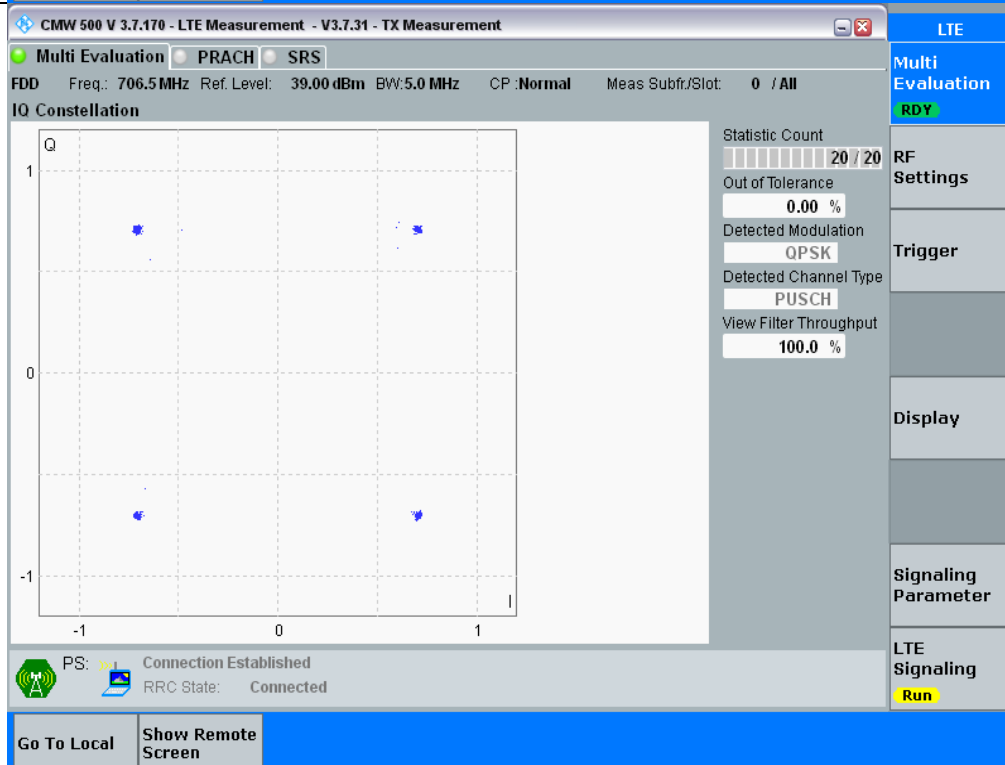 CMW 500 V 3.7.170 - LTE Measurement - V3.7.31 - TX Measurement
LTE
Multi Evaluation PRACH SRS
FDD Freq.: 706.5 MHz Ref. Level: 39.00 dBm BW: 5.0 MHz CP : Normal Meas Subfr./Slot: 0 / All
IQ Constellation
Q
1
0
-1
-1 0 1
I
Statistic Count
20 / 20
Out of Tolerance
0.00 %
Detected Modulation
QPSK
Detected Channel Type
PUSCH
View Filter Throughput
100.0 %
Multi
Evaluation
RDY
RF
Settings
Trigger
Display
Signaling
Parameter
LTE
Signaling
Run
PS: Connection Established
RRC State: Connected
Go To Local
Show Remote
Screen